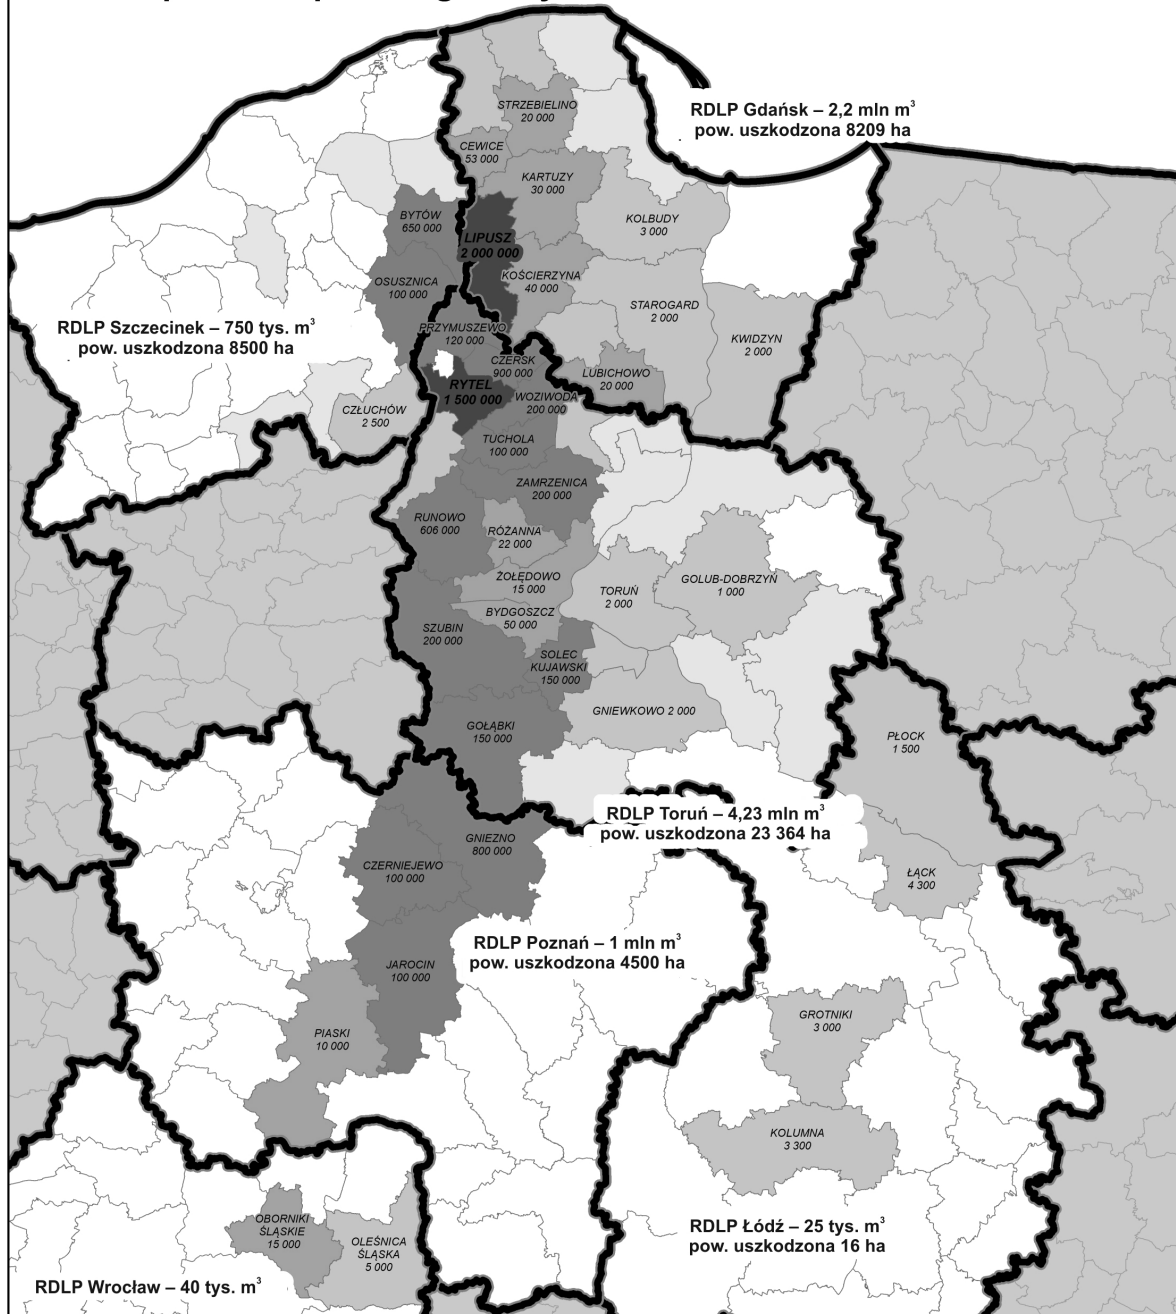 RDLP Gdańsk – 2,2 mln m³
pow. uszkodzona 8209 ha
STRZEBIELINO
20 000
CEWICE
53 000
KARTUZY
30 000
BYTÓW
650 000
LIPUSZ
2 000 000
KOLBUDY
3 000
OSUSZNICA
100 000
KOŚCIERZYNA
40 000
STAROGARD
2 000
RDLP Szczecinek – 750 tys. m³
pow. uszkodzona 8500 ha
PRZYMUSZEWO
120 000
KWIDZYN
2 000
CZERSK
900 000
LUBICHOWO
20 000
RYTEL
1 500 000
WOZIWODA
200 000
CZŁUCHÓW
2 500
TUCHOLA
100 000
ZAMRZENICA
200 000
RUNOWO
606 000
RÓŻANNA
22 000
ŻOŁĘDOWO
15 000
TORUŃ
2 000
GOLUB-DOBRZYŃ
1 000
BYDGOSZCZ
50 000
SZUBIN
200 000
SOLEC
KUJAWSKI
150 000
GNIEWKOWO 2 000
GOŁĄBKI
150 000
PŁOCK
1 500
RDLP Toruń – 4,23 mln m³
pow. uszkodzona 23 364 ha
GNIEZNO
800 000
CZERNIEJEWO
100 000
ŁĄCK
4 300
RDLP Poznań – 1 mln m³
pow. uszkodzona 4500 ha
JAROCIN
100 000
GROTNIKI
3 000
PIASKI
10 000
KOLUMNA
3 300
OBORNIKI
ŚLĄSKIE
15 000
OLEŚNICA
ŚLĄSKA
5 000
RDLP Łódź – 25 tys. m³
pow. uszkodzona 16 ha
RDLP Wrocław – 40 tys. m³